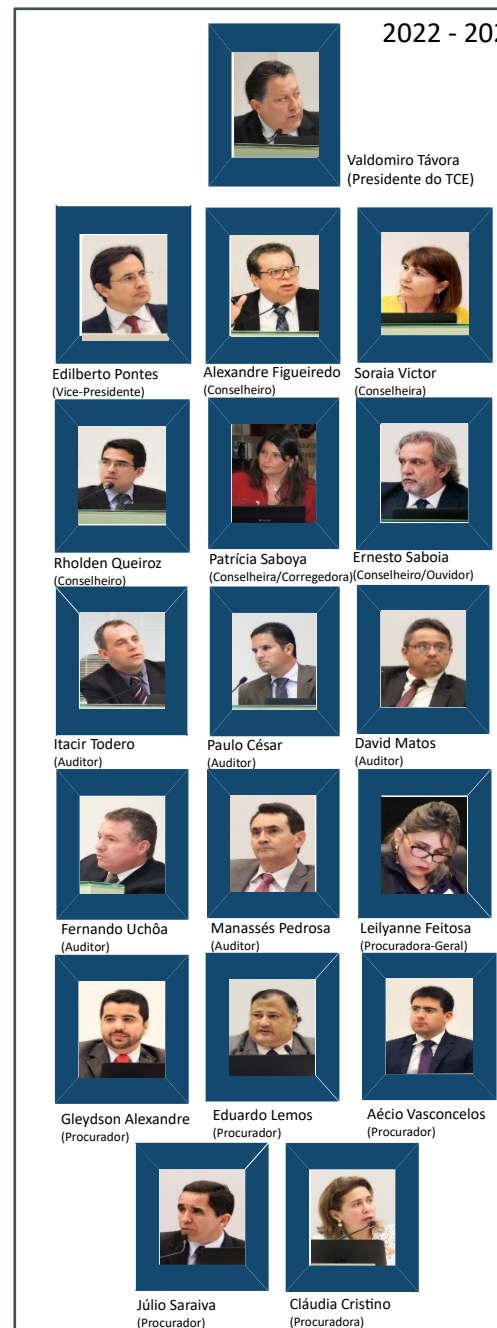 2022 - 202
Valdomiro Távora
(Presidente do TCE)
Edilberto Pontes
(Vice-Presidente)
Alexandre Figueiredo
(Conselheiro)
Soraia Victor
(Conselheira)
Rholden Queiroz
(Conselheiro)
Patrícia Saboya
(Conselheira/Corregedora)
Ernesto Saboia
(Conselheiro/Ouvidor)
Itacir Todero
(Auditor)
Paulo César
(Auditor)
David Matos
(Auditor)
Fernando Uchôa
(Auditor)
Manassés Pedrosa
(Auditor)
Leilyanne Feitosa
(Procuradora-Geral)
Gleydson Alexandre
(Procurador)
Eduardo Lemos
(Procurador)
Aécio Vasconcelos
(Procurador)
Júlio Saraiva
(Procurador)
Cláudia Cristino
(Procuradora)